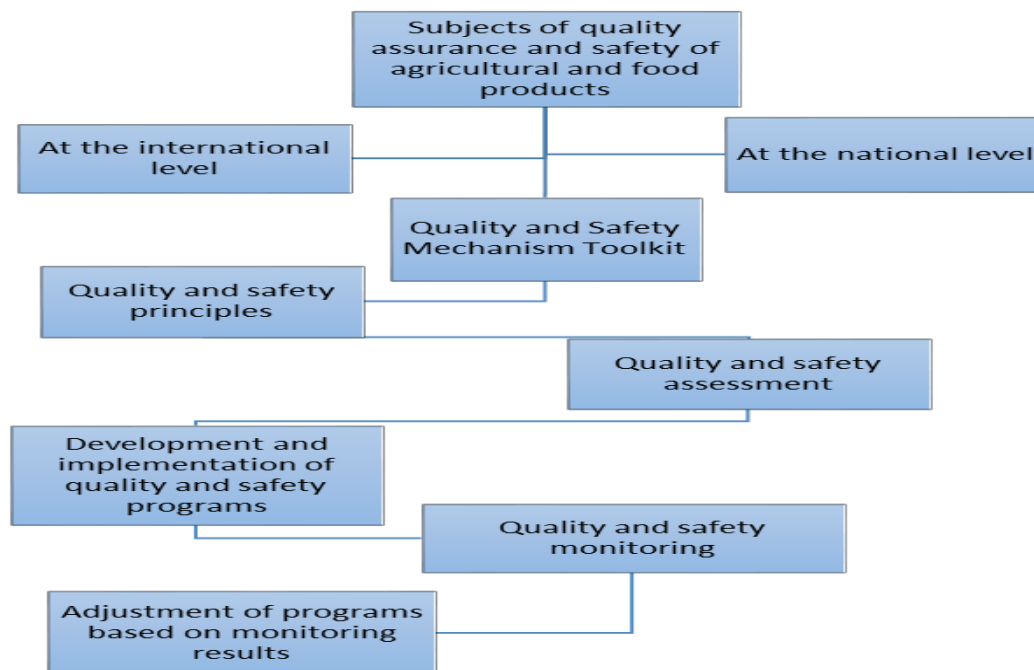 Subjects of quality
assurance and safety of
agricultural and food
products
At the international
level
At the national level
Quality and Safety
Mechanism Toolkit
Quality and safety
principles
Quality and safety
assessment
Development and
implementation of
quality and safety
programs
Quality and safety
monitoring
Adjustment of programs
based on monitoring
results